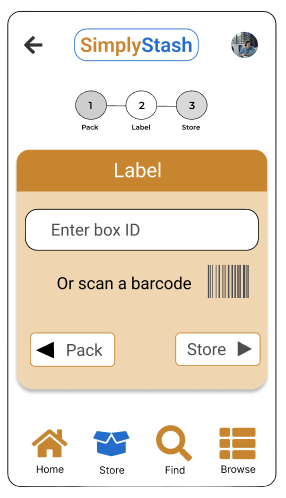 SimplyStash
1 2 3
Pack Label Store
Label
Enter box ID
Or scan a barcode
Pack Store
Home Store Find Browse